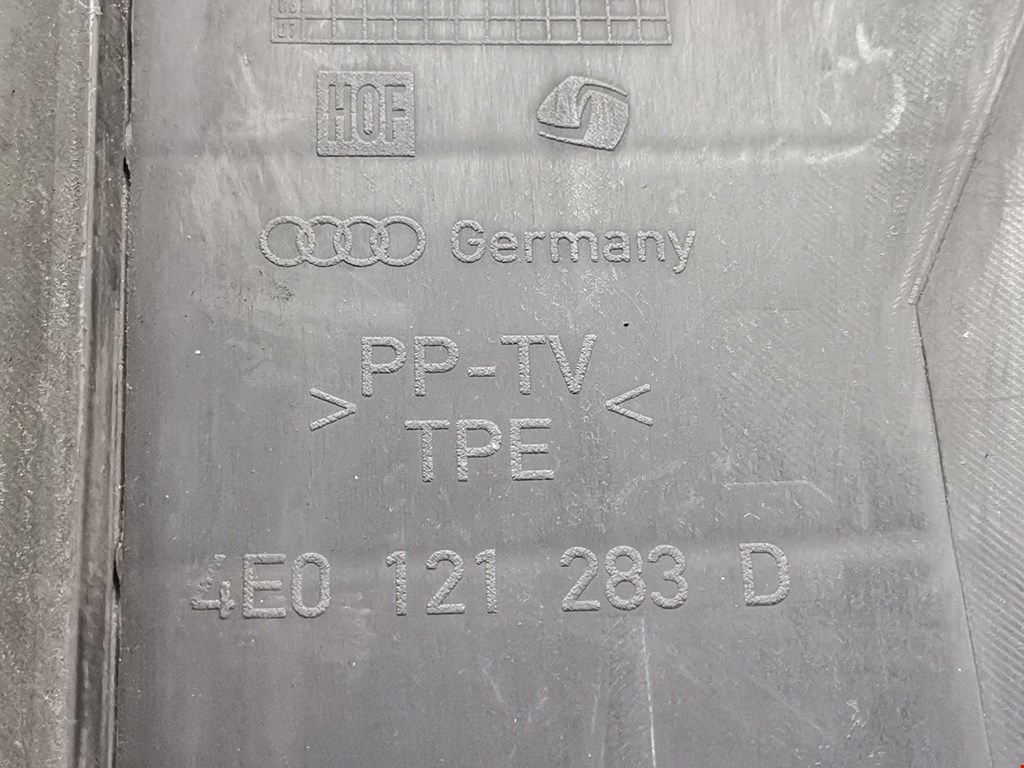 HOF
Germany
> PP-TV <
TPE
4E0 121 283 D